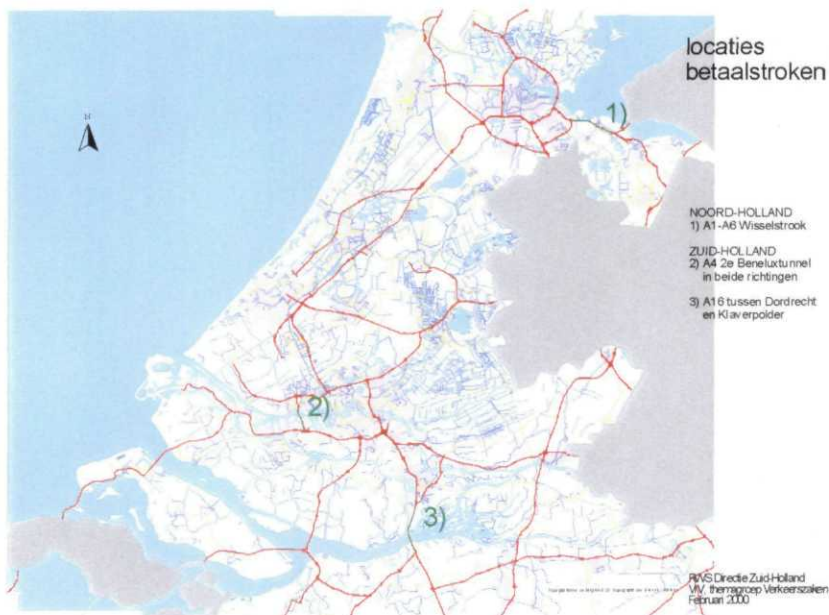 locaties
betaalstroken
1)
N
NOORD-HOLLAND
1) A1-A6 Wisselstrook
ZUID-HOLLAND
2) A4 2e Beneluxtunnel
in beide richtingen
3) A16 tussen Dordrecht
en Klaverpolder
2)
3)
RWS Directie Zuid-Holland
VIV, themagroep Verkeerszaken
Februari 2000